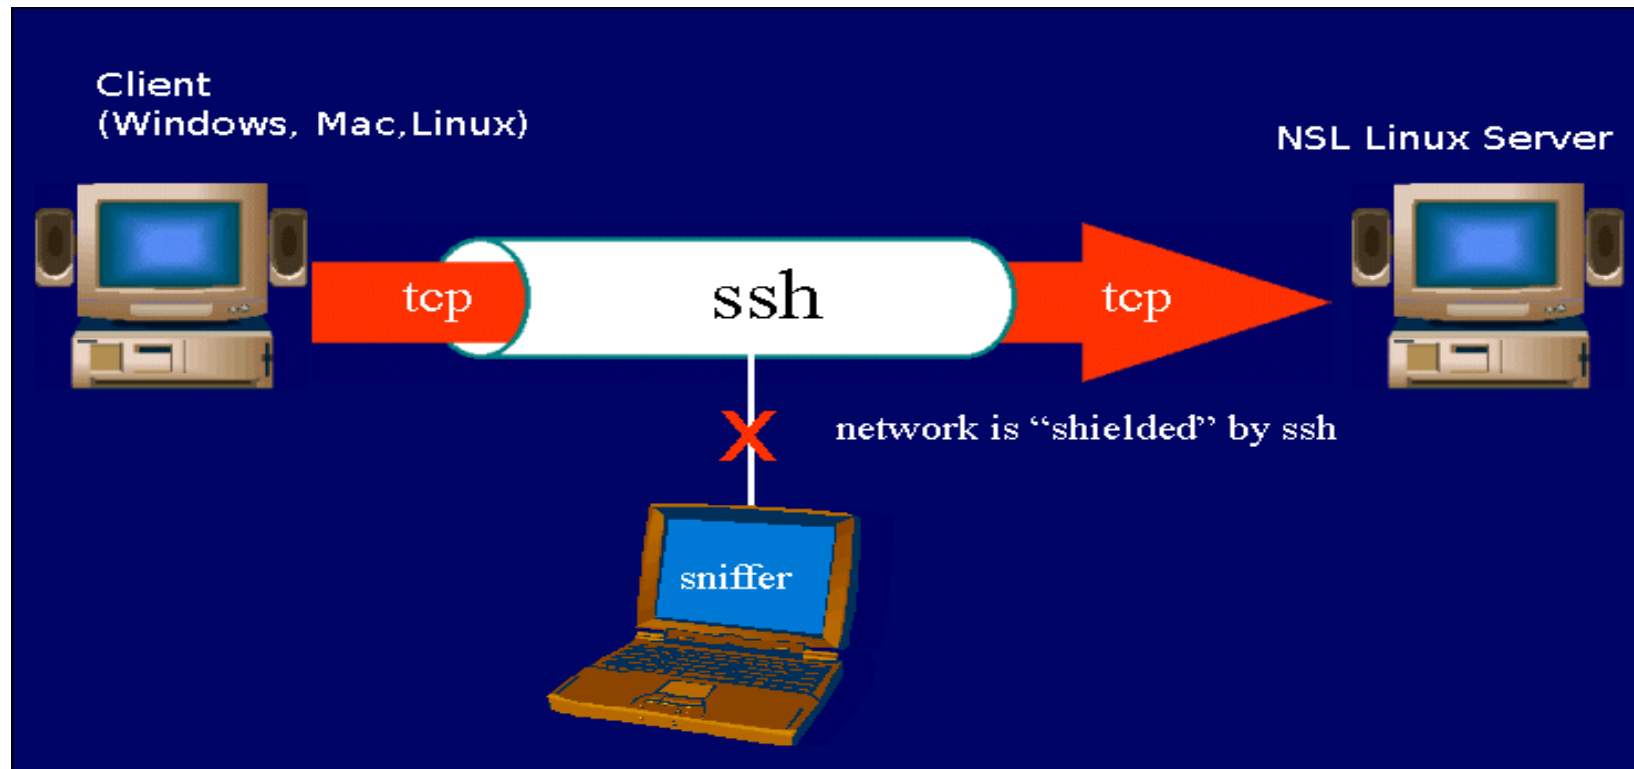 Client
(Windows, Mac,Linux)
NSL Linux Server
tcp
ssh
tcp
network is “shielded” by ssh
sniffer